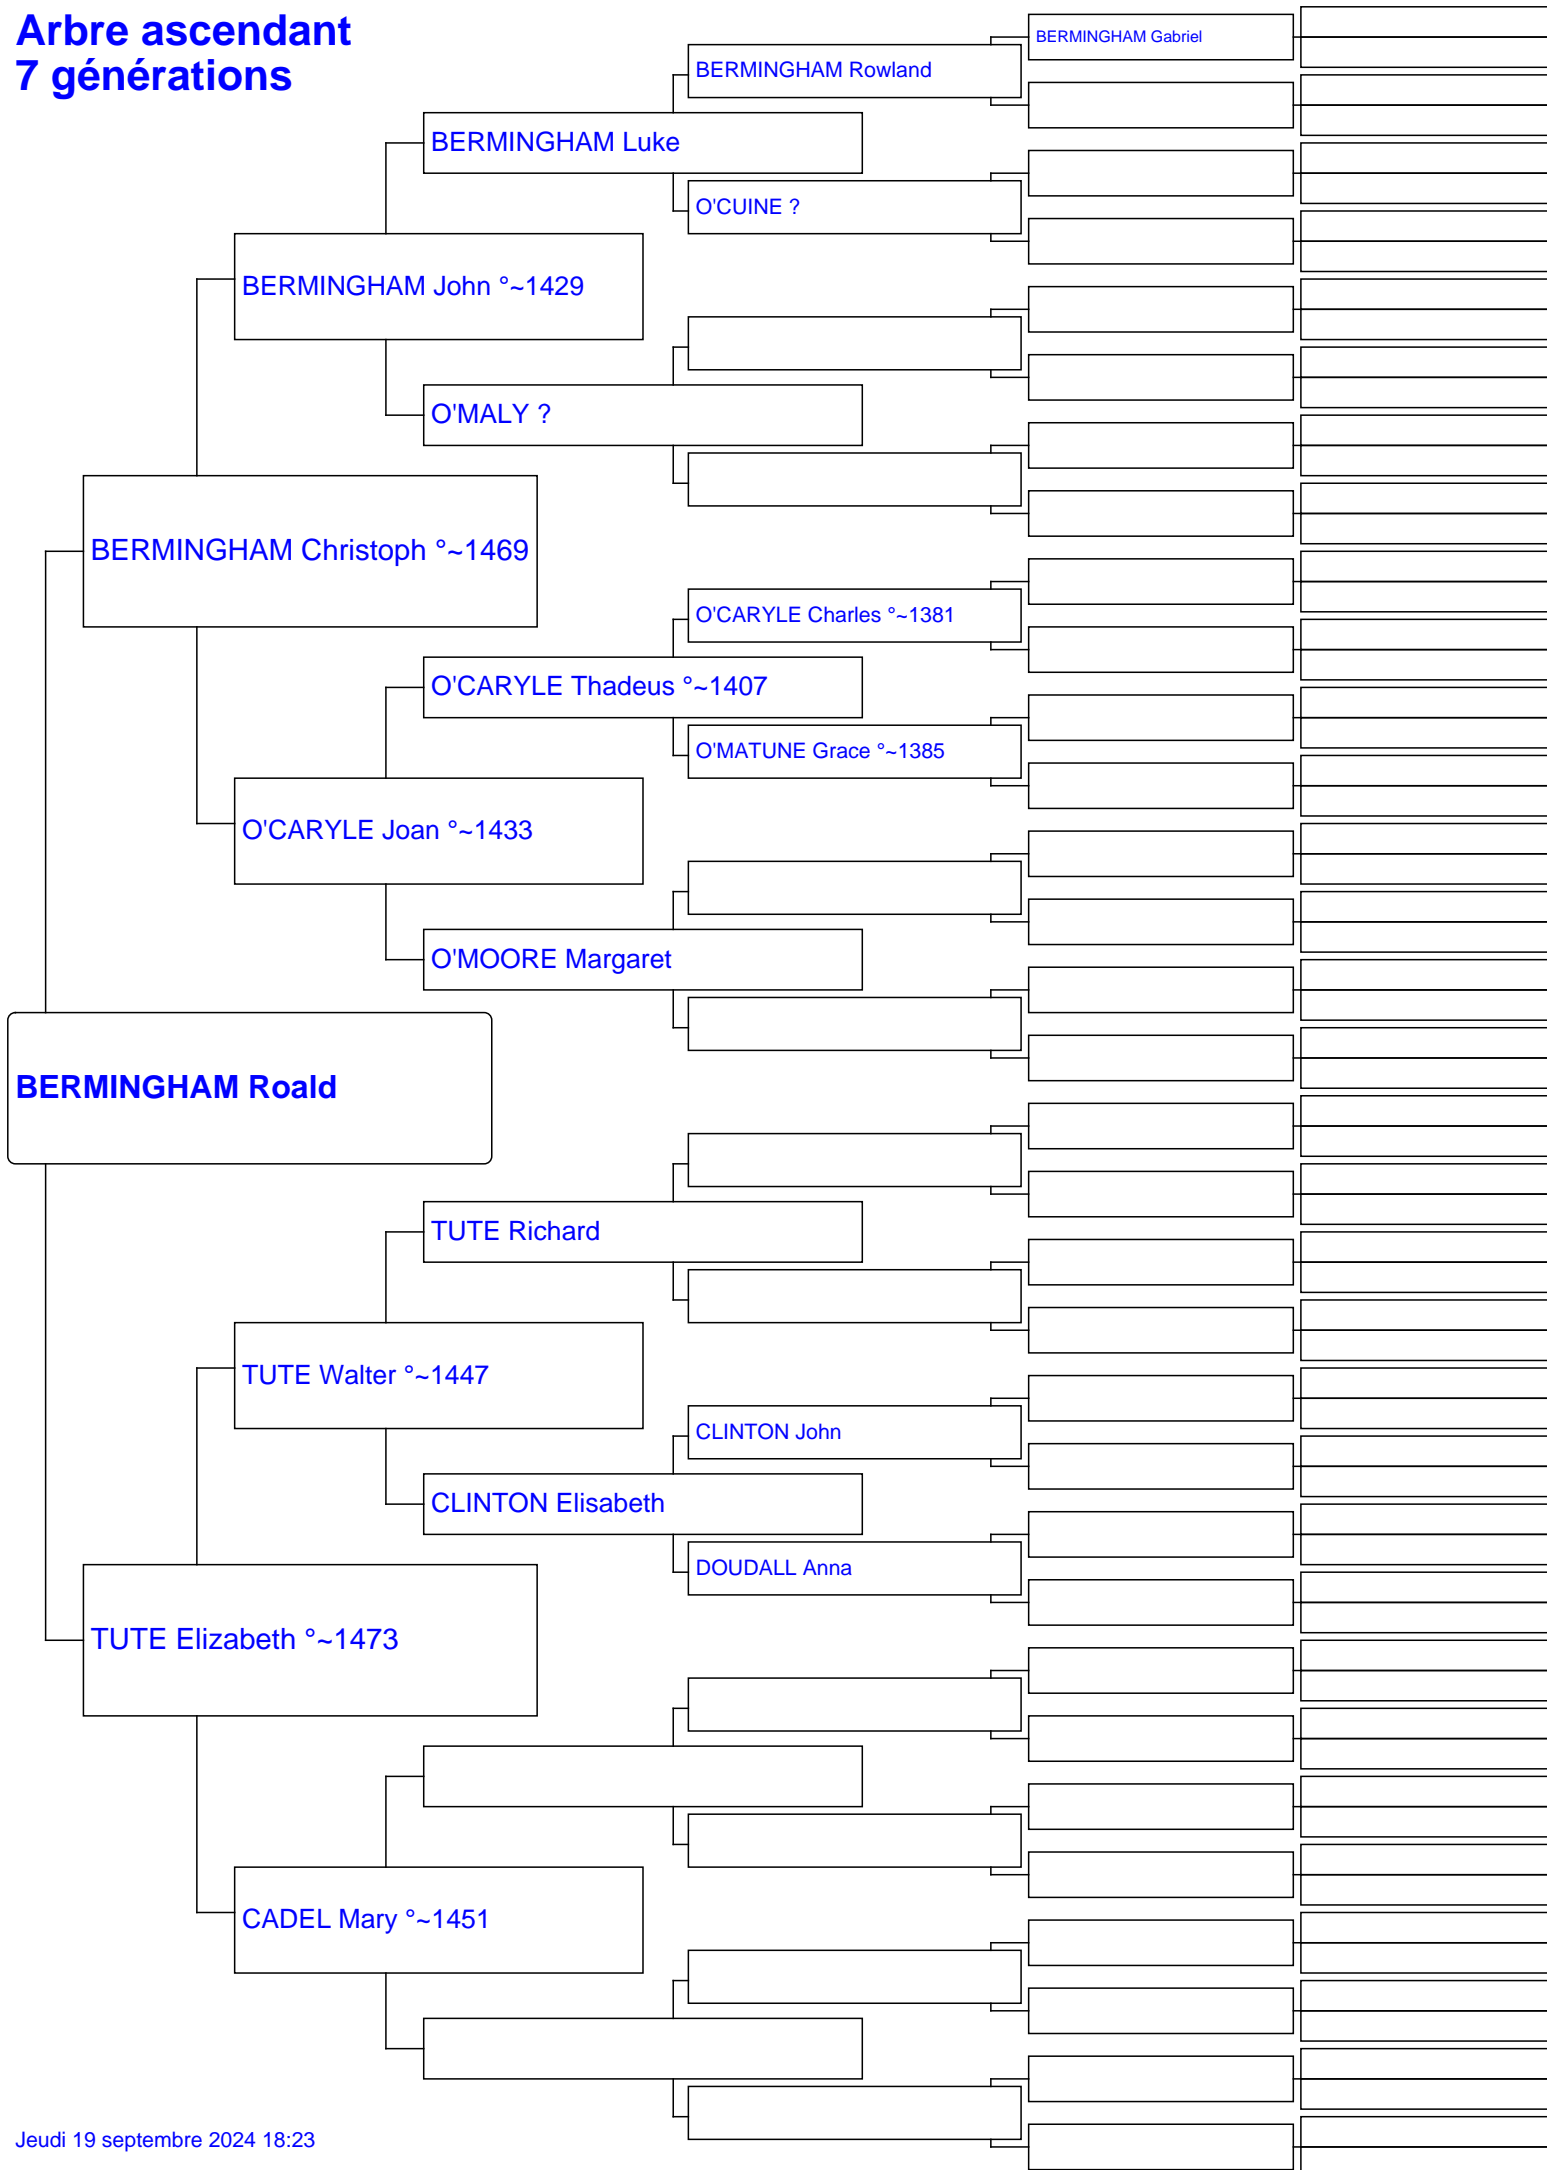 Arbre ascendant
7 générations
BERMINGHAM Gabriel
BERMINGHAM Rowland
BERMINGHAM Luke
O'CUINE ?
BERMINGHAM John °~1429
O'MALY ?
BERMINGHAM Christoph °~1469
O'CARYLE Charles °~1381
O'CARYLE Thadeus °~1407
O'MATUNE Grace °~1385
O'CARYLE Joan °~1433
O'MOORE Margaret
BERMINGHAM Roald
TUTE Richard
TUTE Walter °~1447
CLINTON John
CLINTON Elisabeth
DOUDALL Anna
TUTE Elizabeth °~1473
CADEL Mary °~1451
Jeudi 19 septembre 2024 18:23